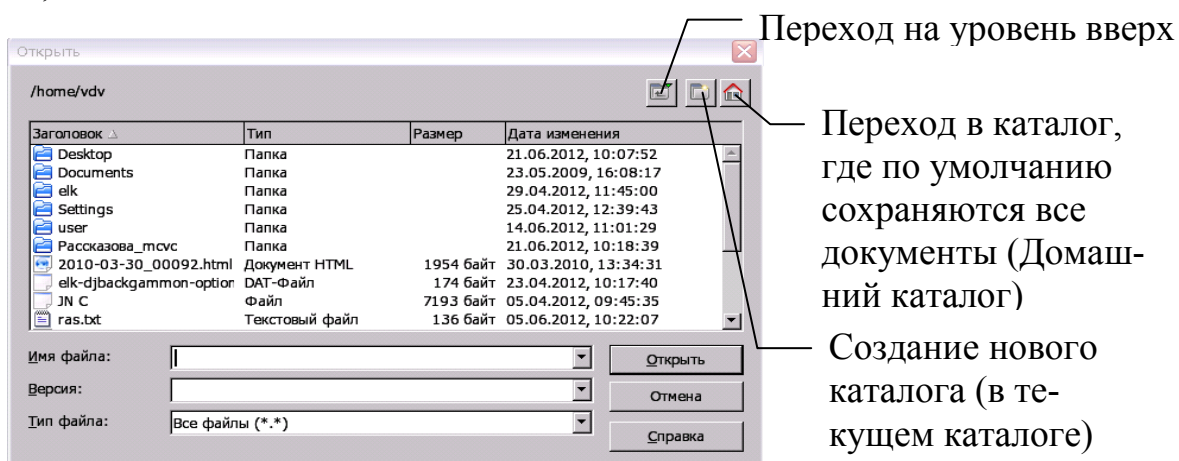 Переход на уровень вверх
Открыть
/home/vdv
Заголовок Тип Размер Дата изменения
Desktop Папка 21.06.2012, 10:07:52
Documents Папка 23.05.2009, 16:08:17
elk Папка 29.04.2012, 11:45:00
Settings Папка 25.04.2012, 12:39:43
user Папка 14.06.2012, 11:01:29
Рассказова_mcvc Папка 21.06.2012, 10:18:39
2010-03-30_00092.html Документ HTML 1954 байт 30.03.2010, 13:34:31
elk-djbackgammon-option DAT-Файл 174 байт 23.04.2012, 10:17:40
JN C Файл 7193 байт 05.04.2012, 09:45:35
ras.txt Текстовый файл 136 байт 05.06.2012, 10:22:07
Имя файла: Открыть
Версия: Отмена
Тип файла: Все файлы (*.*)
Справка
Переход в каталог,
где по умолчанию
сохраняются все
документы (Домаш-
ний каталог)
Создание нового
каталога (в те-
кущем каталоге)